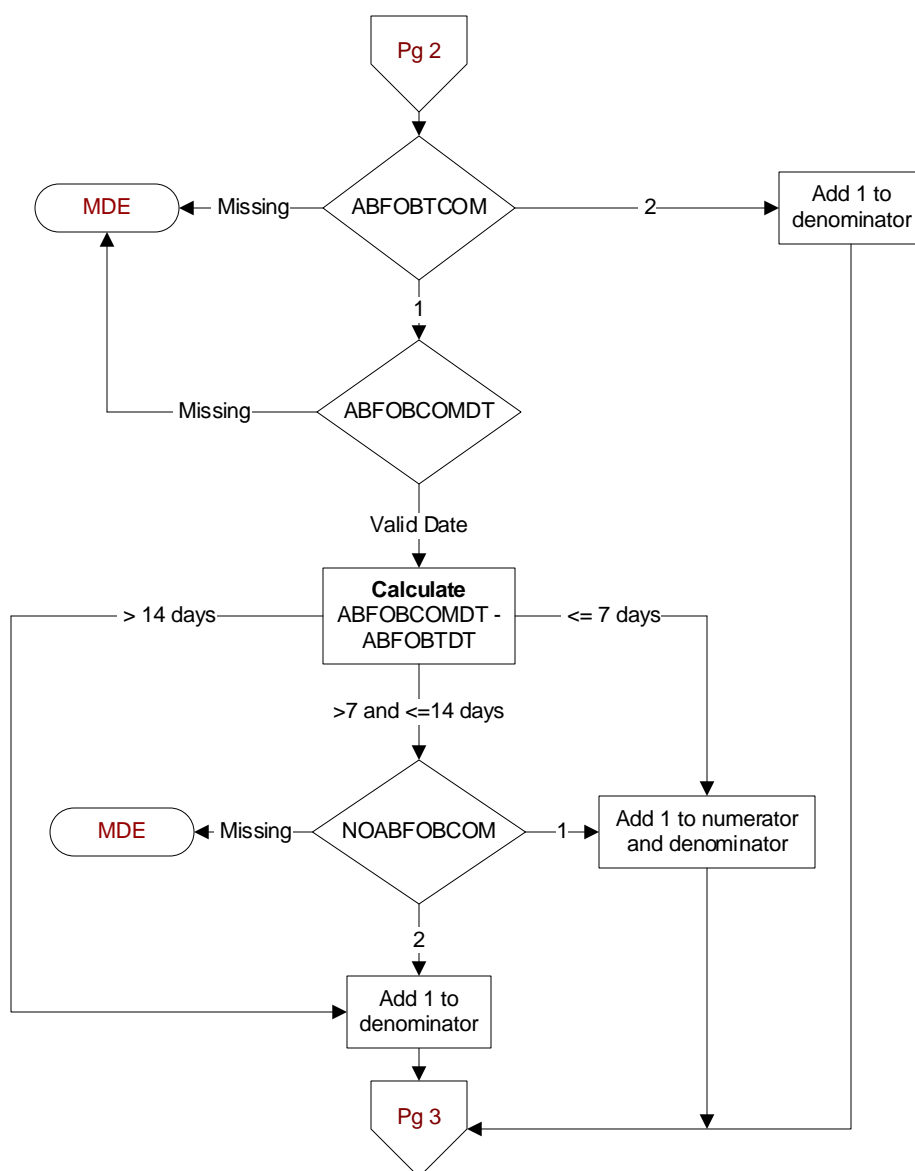 Pg 2
MDE
Missing
ABFOBTCOM
2
Add 1 to
denominator
1
Missing
ABFOBCOMDT
Valid Date
> 14 days
Calculate
ABFOBCOMDT -
ABFOBTDT
<= 7 days
>7 and <=14 days
MDE
Missing
NOABFOBCOM
1
Add 1 to numerator
and denominator
2
Add 1 to
denominator
Pg 3